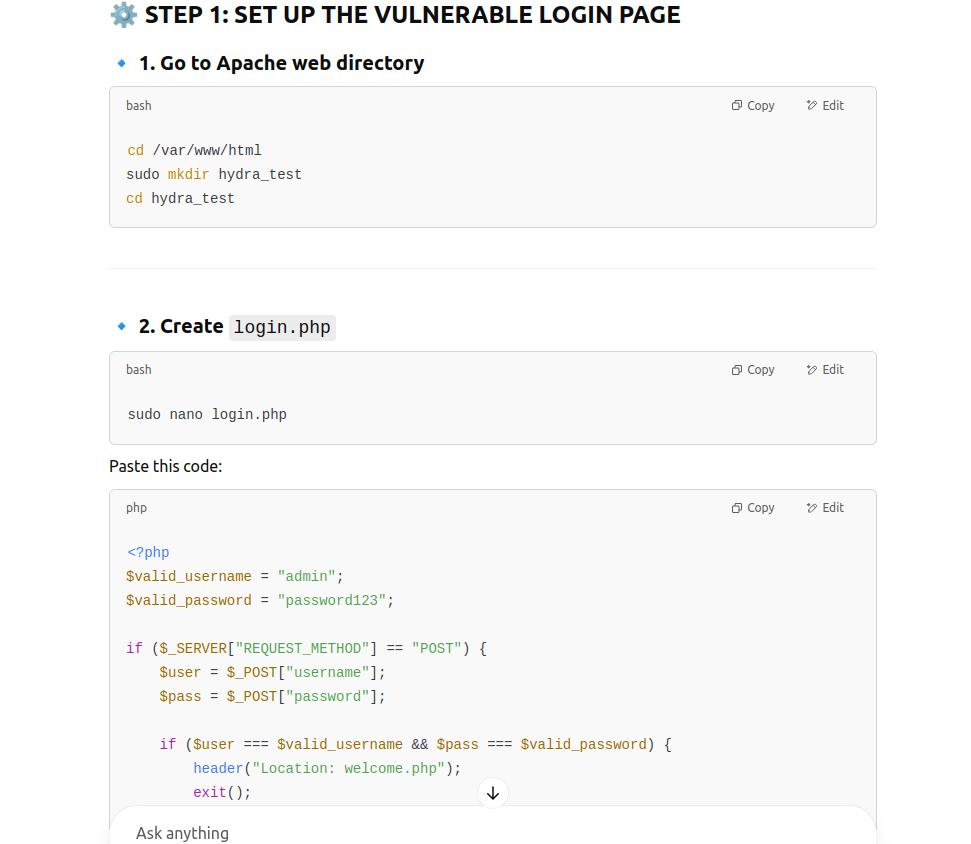 ⚙️ STEP 1: SET UP THE VULNERABLE LOGIN PAGE
🔹 1. Go to Apache web directory
bash Copy Edit
cd /var/www/html
sudo mkdir hydra_test
cd hydra_test
🔹 2. Create login.php
bash Copy Edit
sudo nano login.php
Paste this code:
php Copy Edit
<?php
$valid_username = "admin";
$valid_password = "password123";

if ($_SERVER["REQUEST_METHOD"] == "POST") {
    $user = $_POST["username"];
    $pass = $_POST["password"];

    if ($user === $valid_username && $pass === $valid_password) {
        header("Location: welcome.php");
        exit();
Ask anything